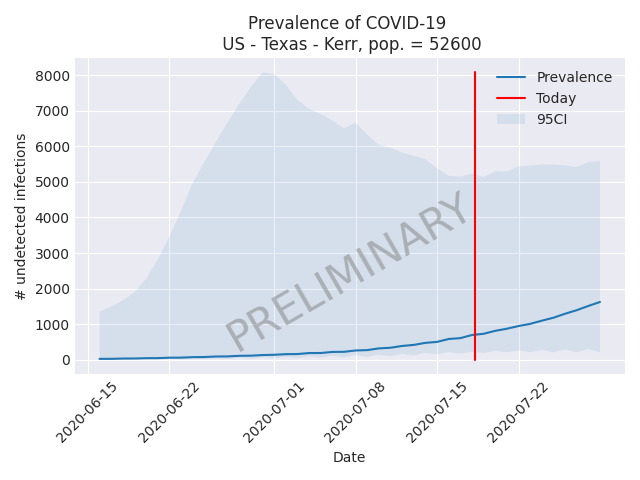 Prevalence of COVID-19
US - Texas - Kerr, pop. = 52600
8000
7000
6000
5000
4000
3000
2000
1000
0
# undetected infections
Prevalence
Today
95CI
PRELIMINARY
2020-06-15
2020-06-22
2020-07-01
2020-07-08
2020-07-15
2020-07-22
Date